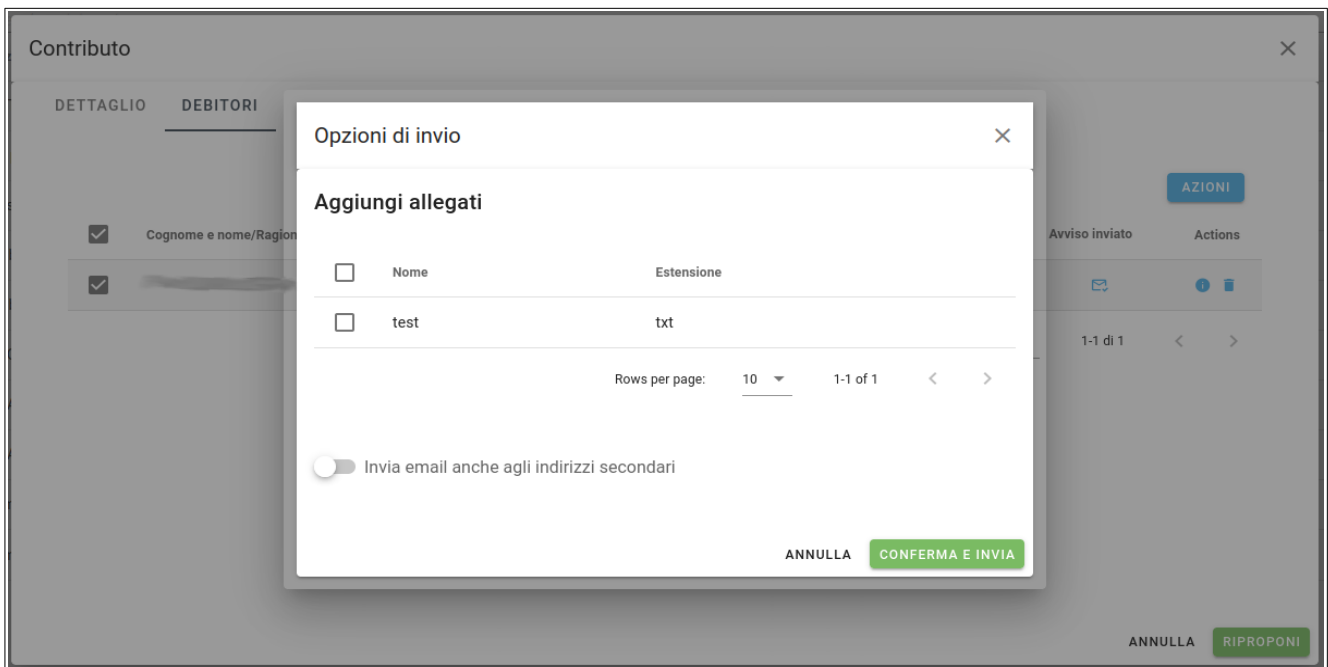 Contributo
DETTAGLIO DEBITORI
Opzioni di invio
Aggiungi allegati
AZIONI
Cognome e nome/Ragion Avviso inviato Actions
Nome Estensione
test txt
1-1 di 1
Rows per page: 10 1-1 of 1
Invia email anche agli indirizzi secondari
ANNULLA CONFERMA E INVIA
ANNULLA RIPROPONI